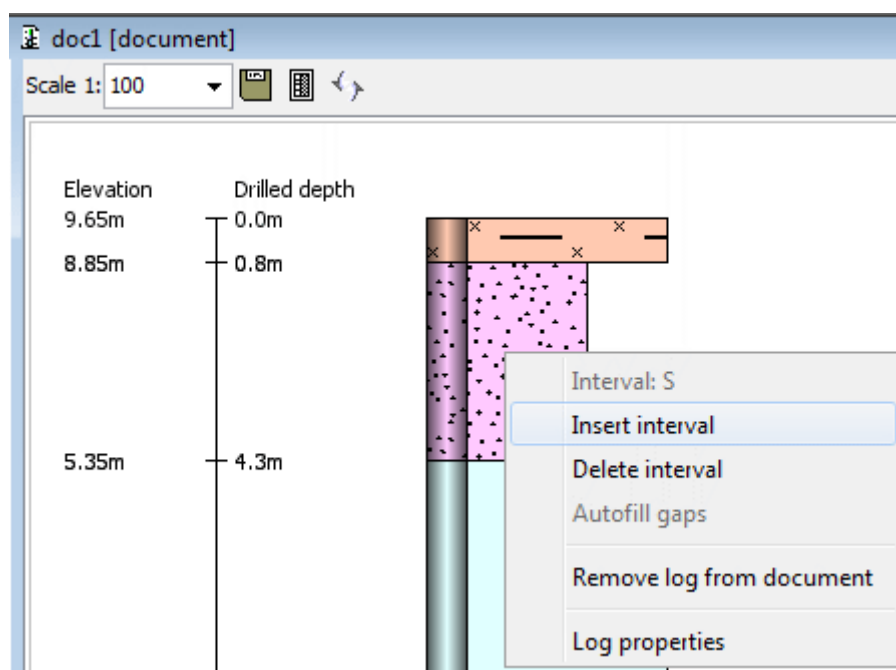 doc1 [document]
Scale 1: 100
Elevation Drilled depth
9.65m 0.0m
8.85m 0.8m
Interval: S
Insert interval
5.35m 4.3m
Delete interval
Autofill gaps
Remove log from document
Log properties